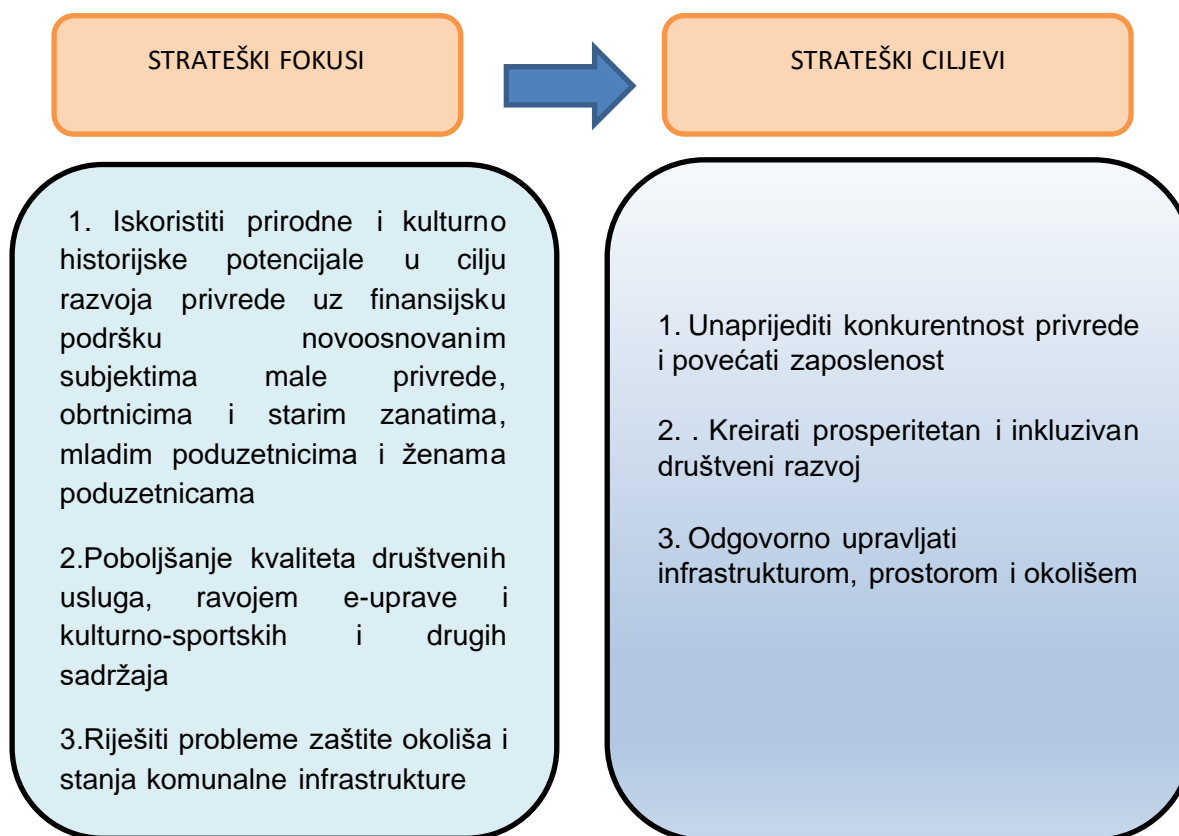 STRATEŠKI FOKUSI
STRATEŠKI CILJEVI
1. Iskoristiti prirodne i kulturno
historijske potencijale u cilju
razvoja privrede uz finansijsku
podršku novoosnovanim
subjektima male privrede,
obrtnicima i starim zanatima,
mladim poduzetnicima i ženama
poduzetnicama
2.Poboljšanje kvaliteta društvenih
usluga, ravojem e-uprave i
kulturno-sportskih i drugih
sadržaja
3.Riješiti probleme zaštite okoliša i
stanja komunalne infrastrukture
1. Unaprijediti konkurentnost privrede
i povećati zaposlenost
2. . Kreirati prosperitetan i inkluzivan
društveni razvoj
3. Odgovorno upravljati
infrastrukturom, prostorom i okolišem